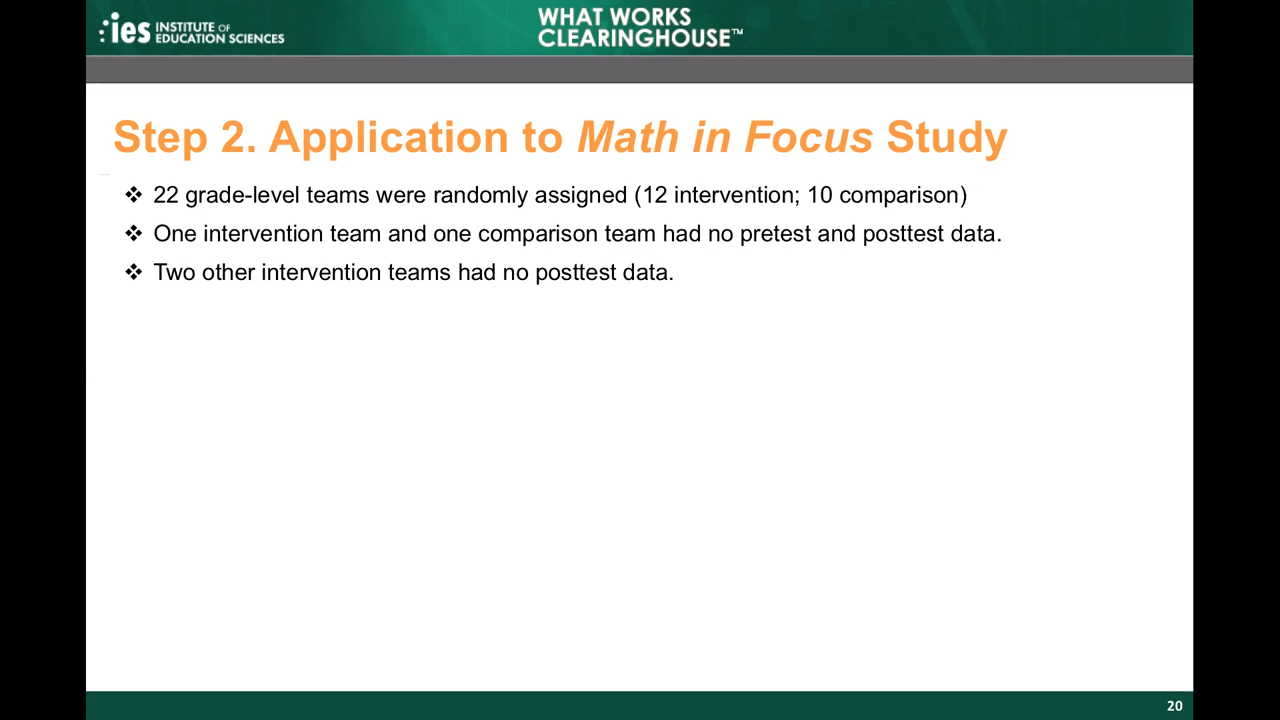 ies INSTITUTE OF
EDUCATION SCIENCES
WHAT WORKS
CLEARINGHOUSE™
Step 2. Application to Math in Focus Study
❖ 22 grade-level teams were randomly assigned (12 intervention; 10 comparison)
❖ One intervention team and one comparison team had no pretest and posttest data.
❖ Two other intervention teams had no posttest data.
20